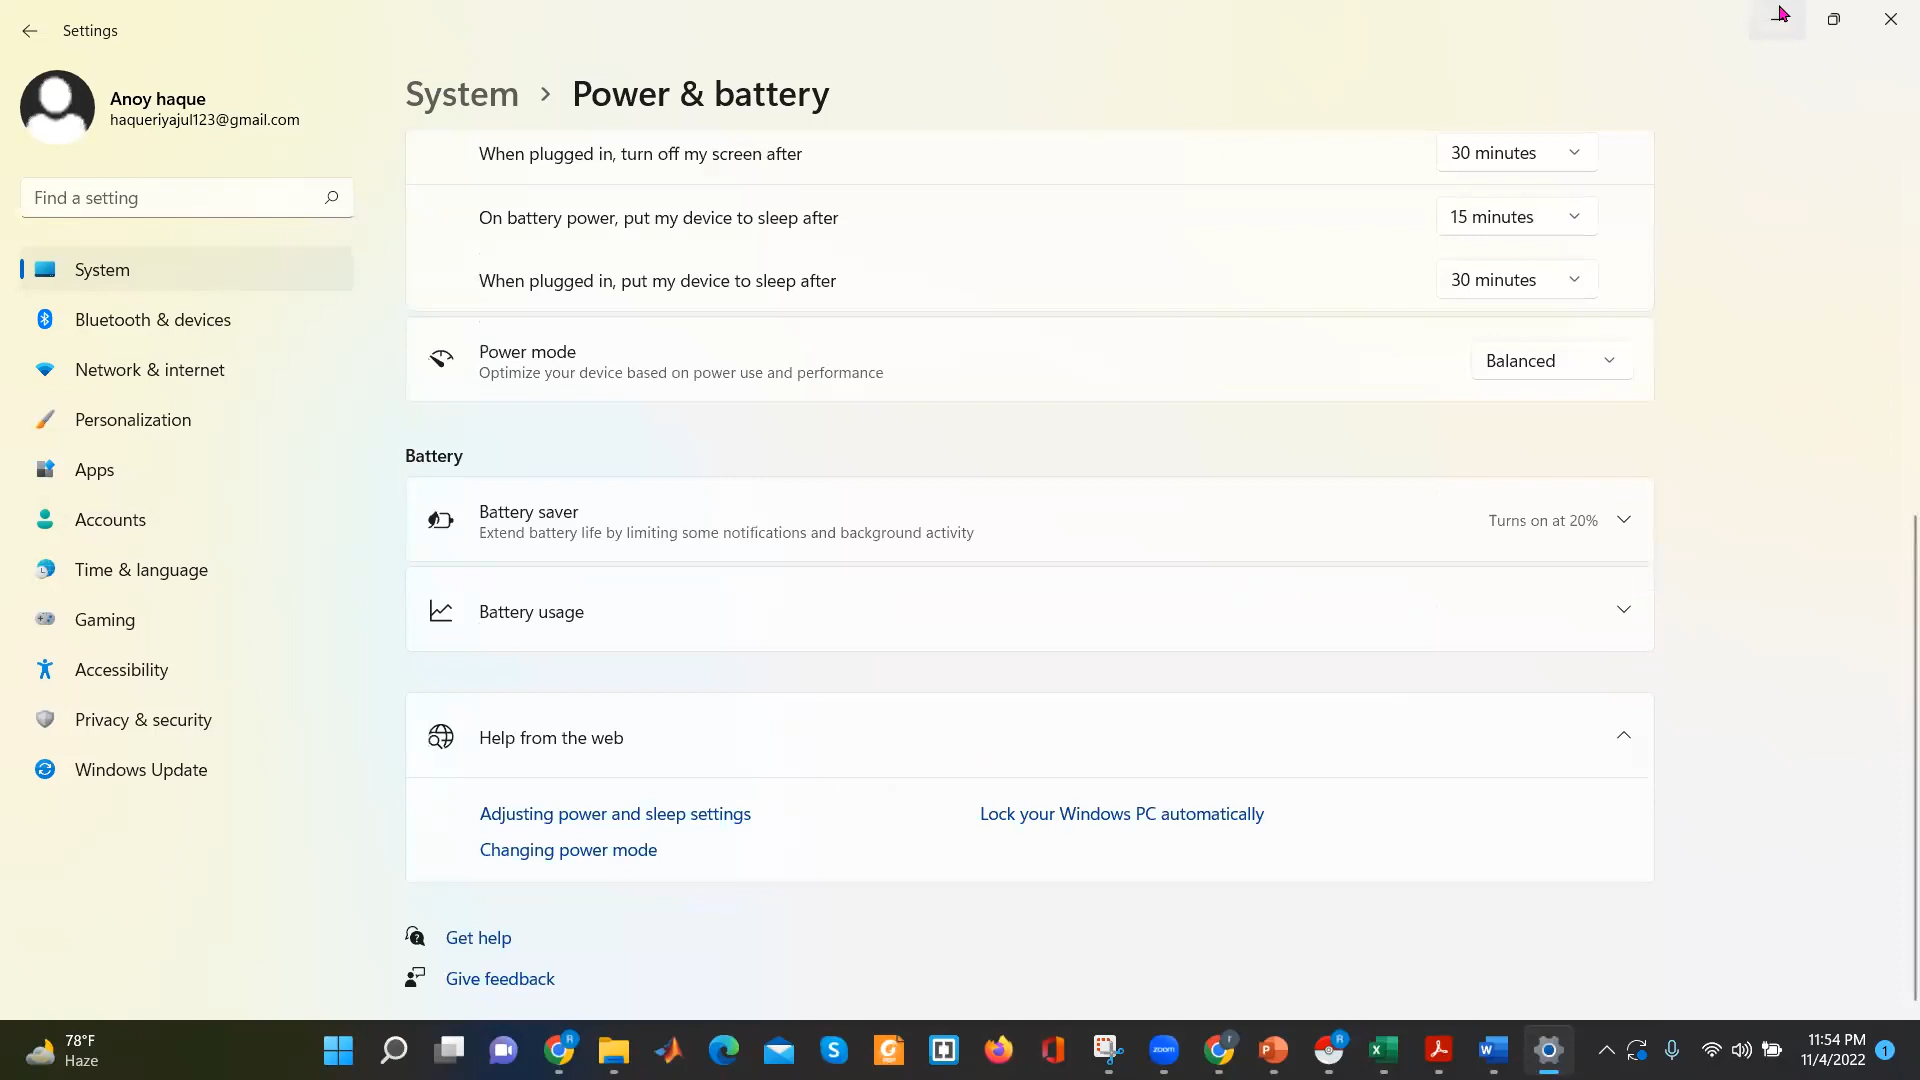 Settings
Anoy haque
haqueriyajul123@gmail.com
Find a setting
System
Bluetooth & devices
Network & internet
Personalization
Apps
Accounts
Time & language
Gaming
Accessibility
Privacy & security
Windows Update
System > Power & battery
When plugged in, turn off my screen after 30 minutes
On battery power, put my device to sleep after 15 minutes
When plugged in, put my device to sleep after 30 minutes
Power mode
Optimize your device based on power use and performance
Balanced
Battery
Battery saver
Extend battery life by limiting some notifications and background activity
Turns on at 20%
Battery usage
Help from the web
Adjusting power and sleep settings
Lock your Windows PC automatically
Changing power mode
Get help
Give feedback
78°F
Haze
zoom
11:54 PM
11/4/2022
1